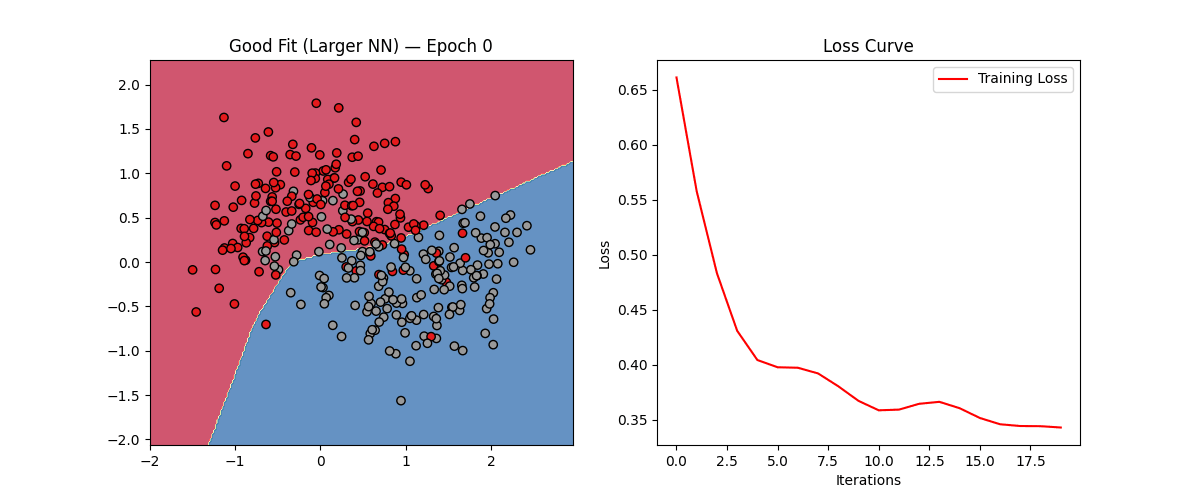 Good Fit (Larger NN) — Epoch 0
2.0
1.5
1.0
0.5
0.0
−0.5
−1.0
−1.5
−2.0
−2 −1 0 1 2
Loss Curve
Training Loss
Loss
0.65
0.60
0.55
0.50
0.45
0.40
0.35
0.0 2.5 5.0 7.5 10.0 12.5 15.0 17.5
Iterations